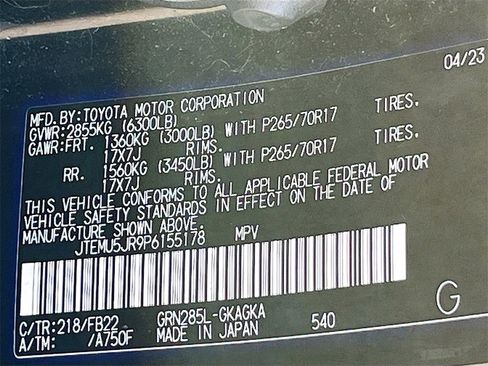 04/23
MFD. BY: TOYOTA MOTOR CORPORATION
GVWR: 2855KG (6300LB)
GAWR: FRT. 1360KG (3000LB) WITH P265/70R17 TIRES.
17X7J RIMS.
RR. 1560KG (3450LB) WITH P265/70R17 TIRES.
17X7J RIMS.
THIS VEHICLE CONFORMS TO ALL APPLICABLE FEDERAL MOTOR
VEHICLE SAFETY STANDARDS IN EFFECT ON THE DATE OF
MANUFACTURE SHOWN ABOVE.
JTEMU5JR9P6155178 MPV
C/TR: 218/FB22 GRN285L-GKAGKA
A/TM: /A750F MADE IN JAPAN 540 G